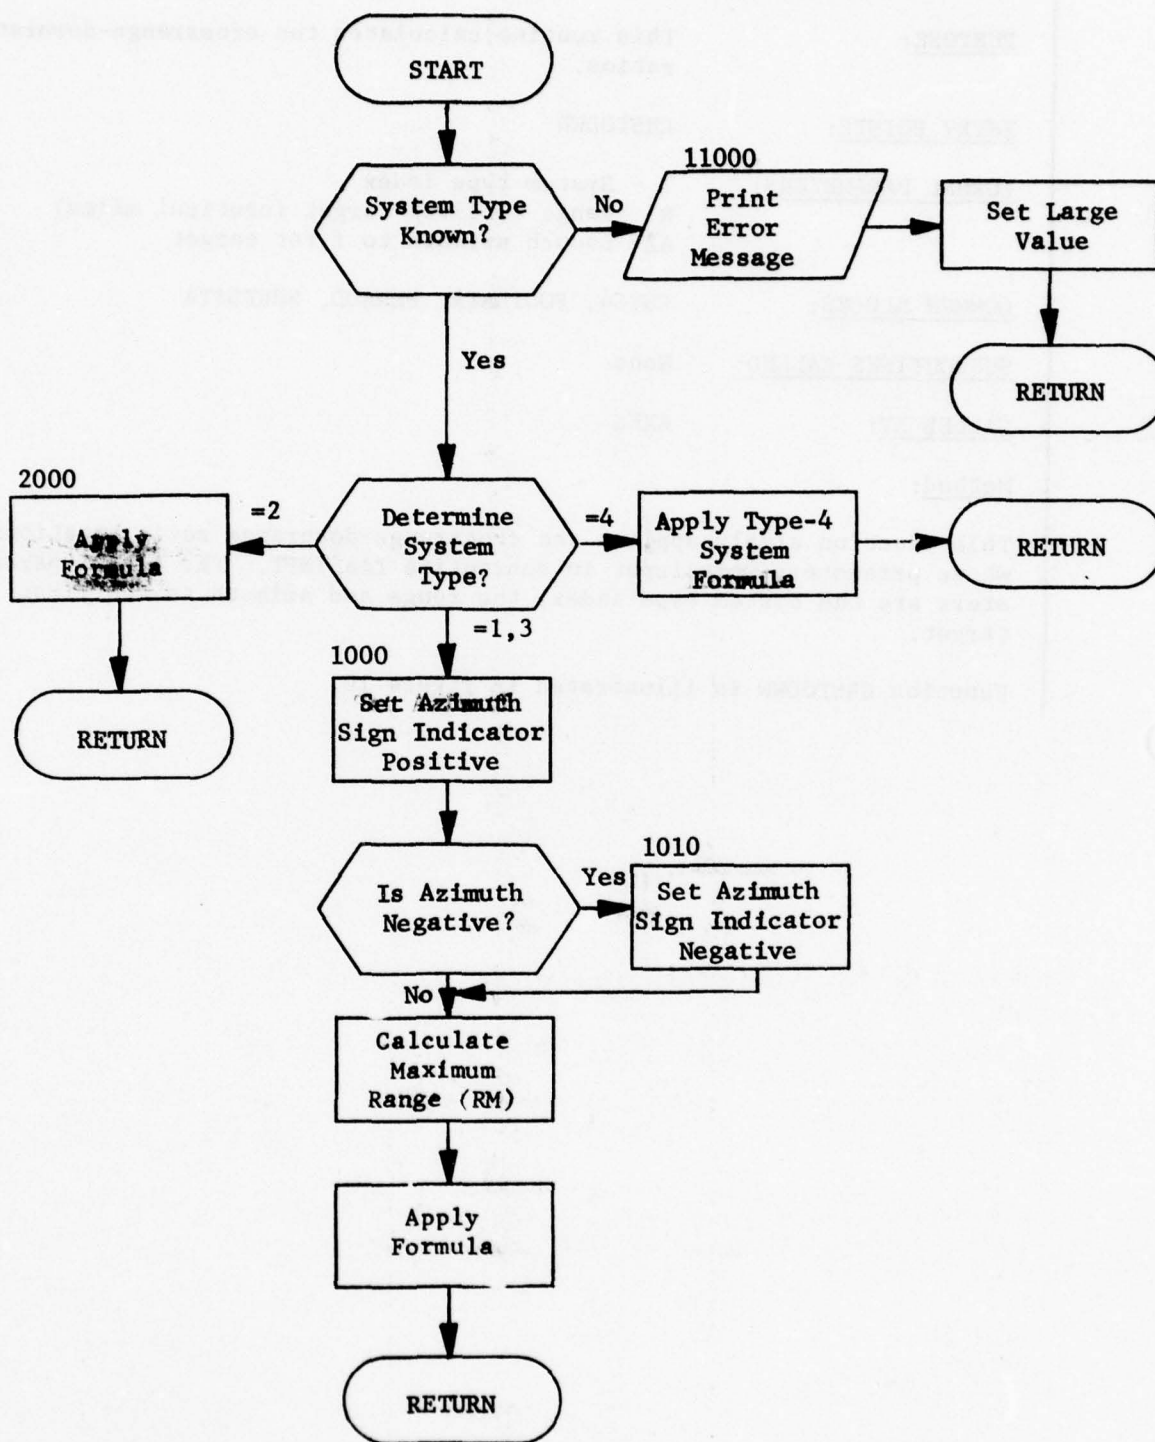 START
System Type
Known?
No
11000
Print
Error
Message
Set Large
Value
RETURN
Yes
2000
Apply
Formula
=2
Determine
System
Type?
=4
Apply Type-4
System
Formula
RETURN
RETURN
=1,3
1000
Set Azimuth
Sign Indicator
Positive
Is Azimuth
Negative?
Yes
1010
Set Azimuth
Sign Indicator
Negative
No
Calculate
Maximum
Range (RM)
Apply
Formula
RETURN